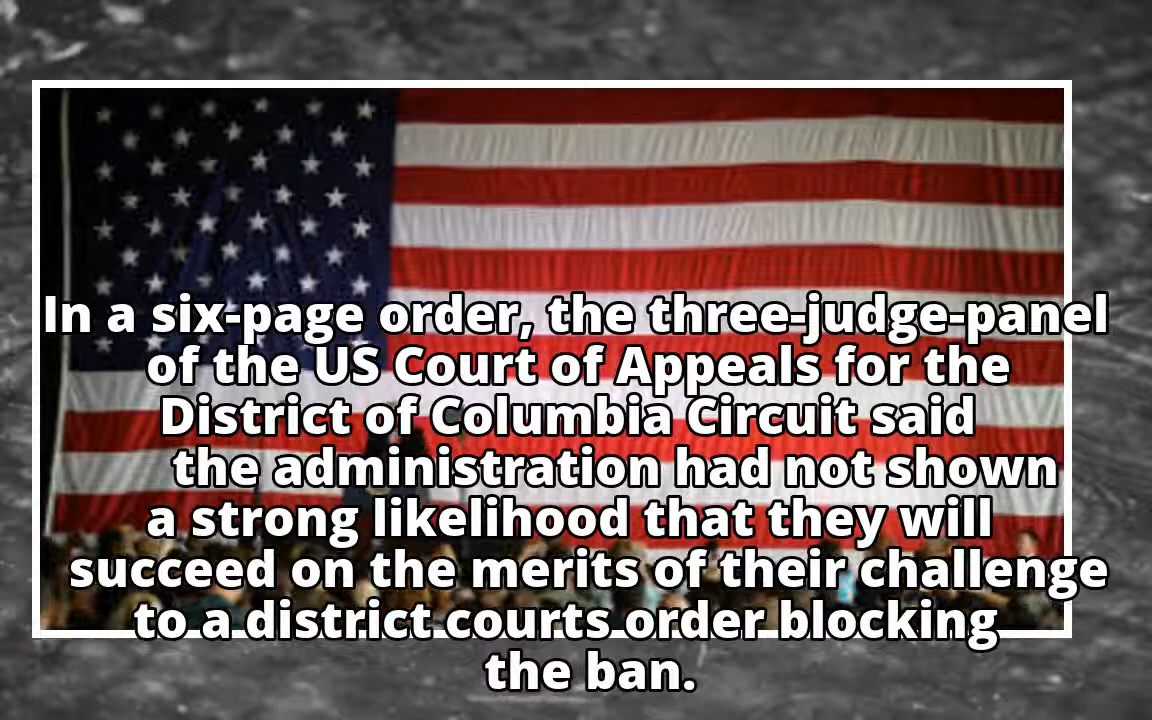 In a six-page order, the three-judge-panel
of the US Court of Appeals for the
District of Columbia Circuit said
the administration had not shown
a strong likelihood that they will
succeed on the merits of their challenge
to a district courts order blocking
the ban.